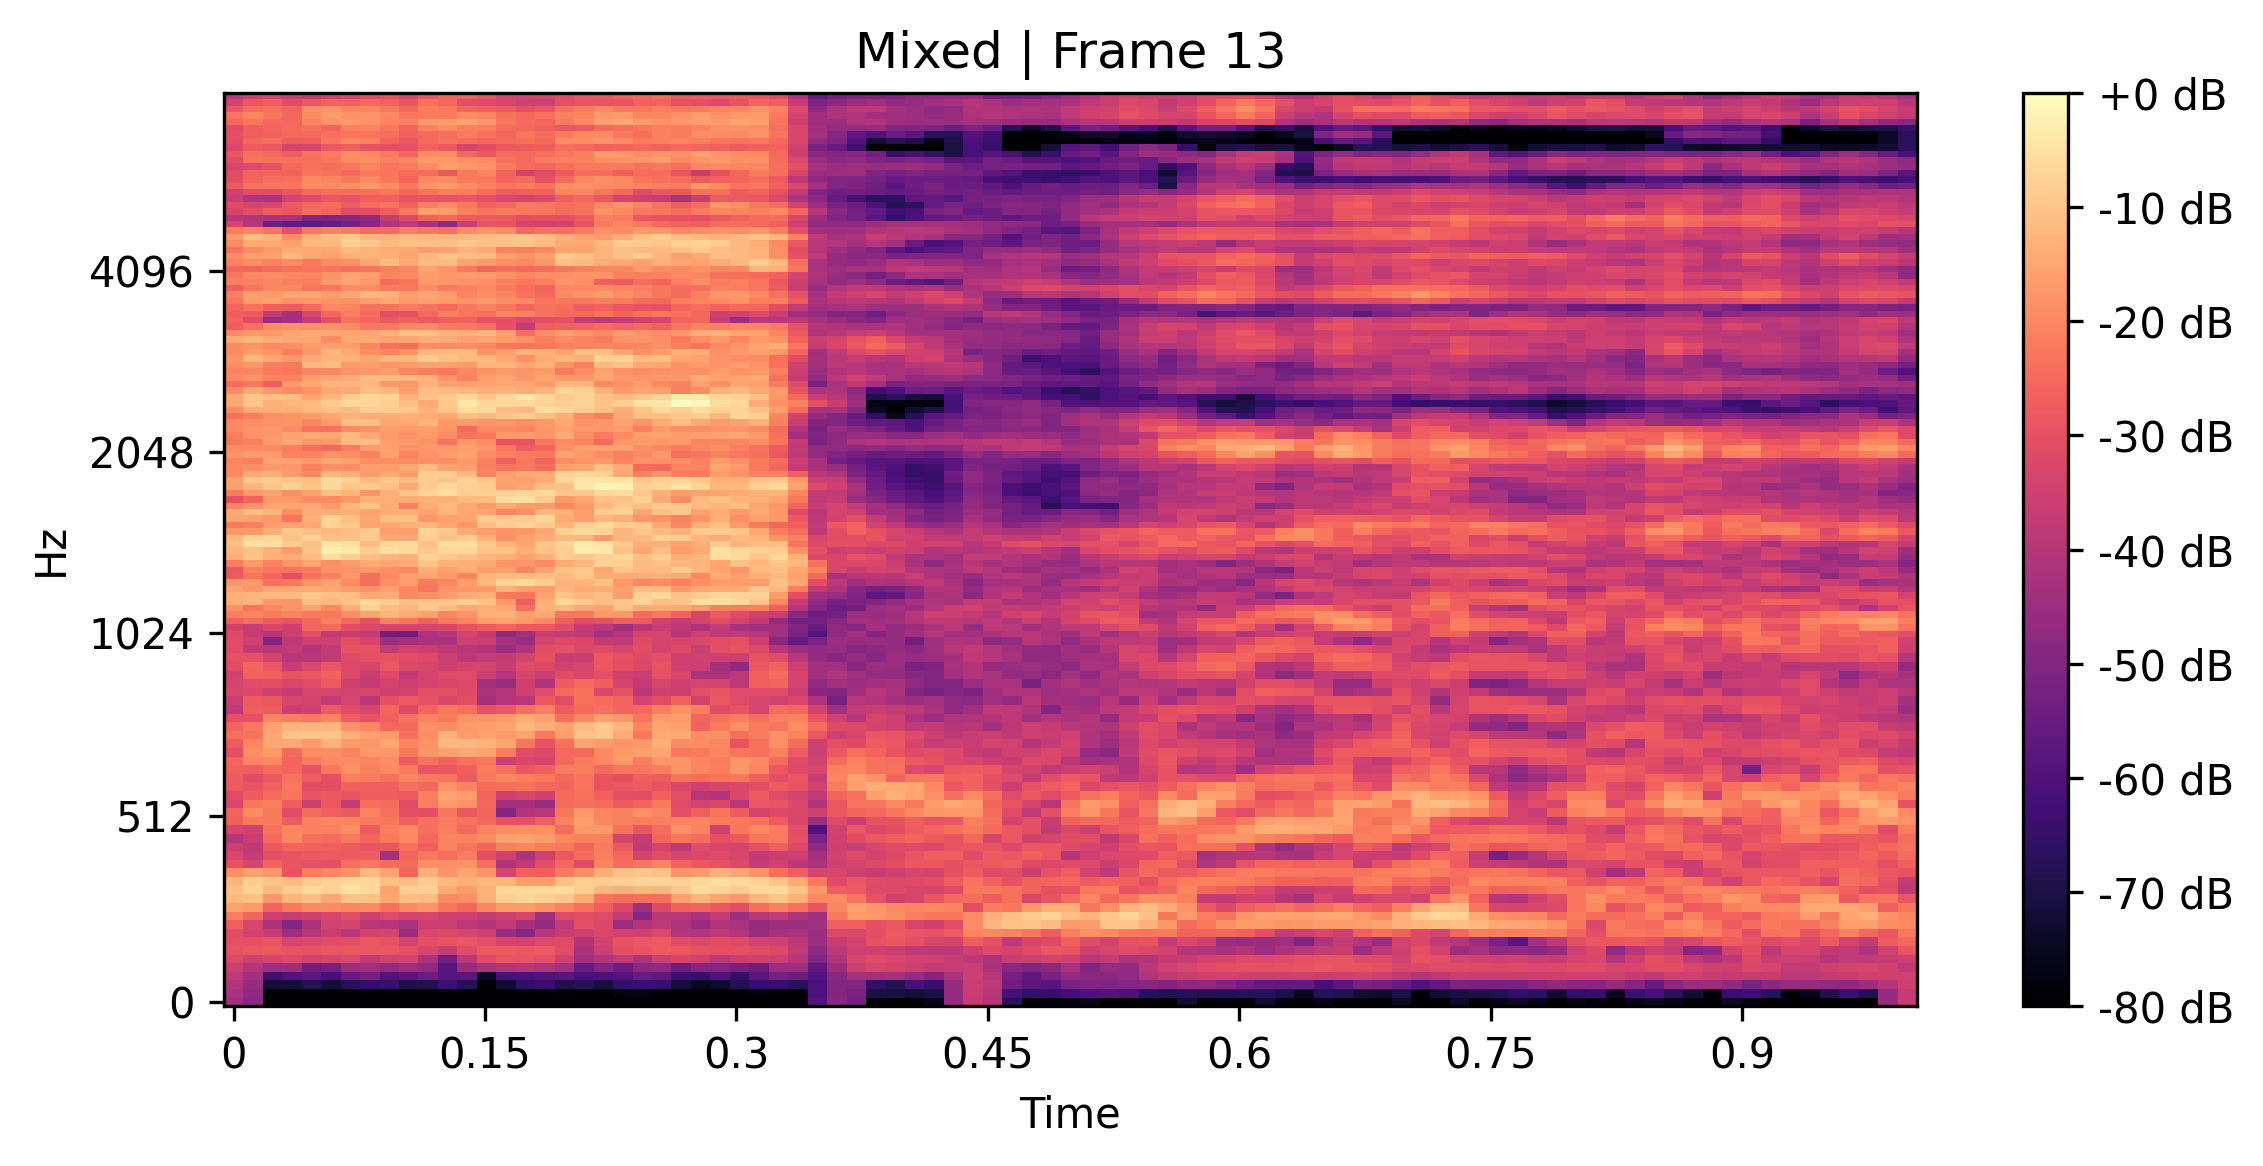 Mixed | Frame 13
+0 dB
-10 dB
-20 dB
-30 dB
-40 dB
-50 dB
-60 dB
-70 dB
-80 dB
Hz
4096
2048
1024
512
0
0 0.15 0.3 0.45 0.6 0.75 0.9
Time